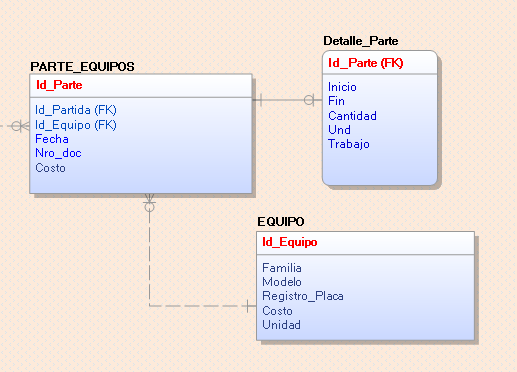 PARTE_EQUIPOS
Id_Parte
Id_Partida (FK)
Id_Equipo (FK)
Fecha
Nro_doc
Costo
Detalle_Parte
Id_Parte (FK)
Inicio
Fin
Cantidad
Und
Trabajo
EQUIPO
Id_Equipo
Familia
Modelo
Registro_Placa
Costo
Unidad